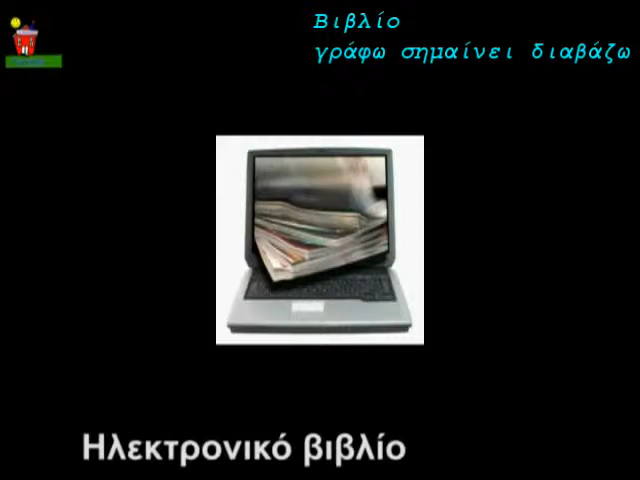 Βιβλίο
γράφω σημαίνει διαβάζω
Ηλεκτρονικό βιβλίο